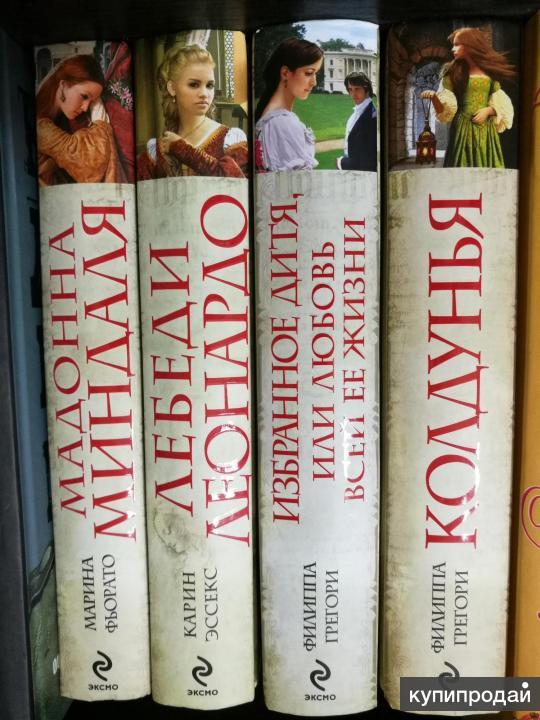 МАДОННА
МИНДАЛЯ
МАРИНА
ФЬОРАТО
ЭКСМО
ЛЕБЕДИ
ЛЕОНАРДО
КАРИН
ЭССЕКС
ЭКСМО
ИЗБРАННОЕ ДИТЯ,
ИЛИ ЛЮБОВЬ
ВСЕЙ ЕЕ ЖИЗНИ
ФИЛИППА
ГРЕГОРИ
ЭКСМО
КОЛДУНЬЯ
ФИЛИППА
ГРЕГОРИ
купипродай